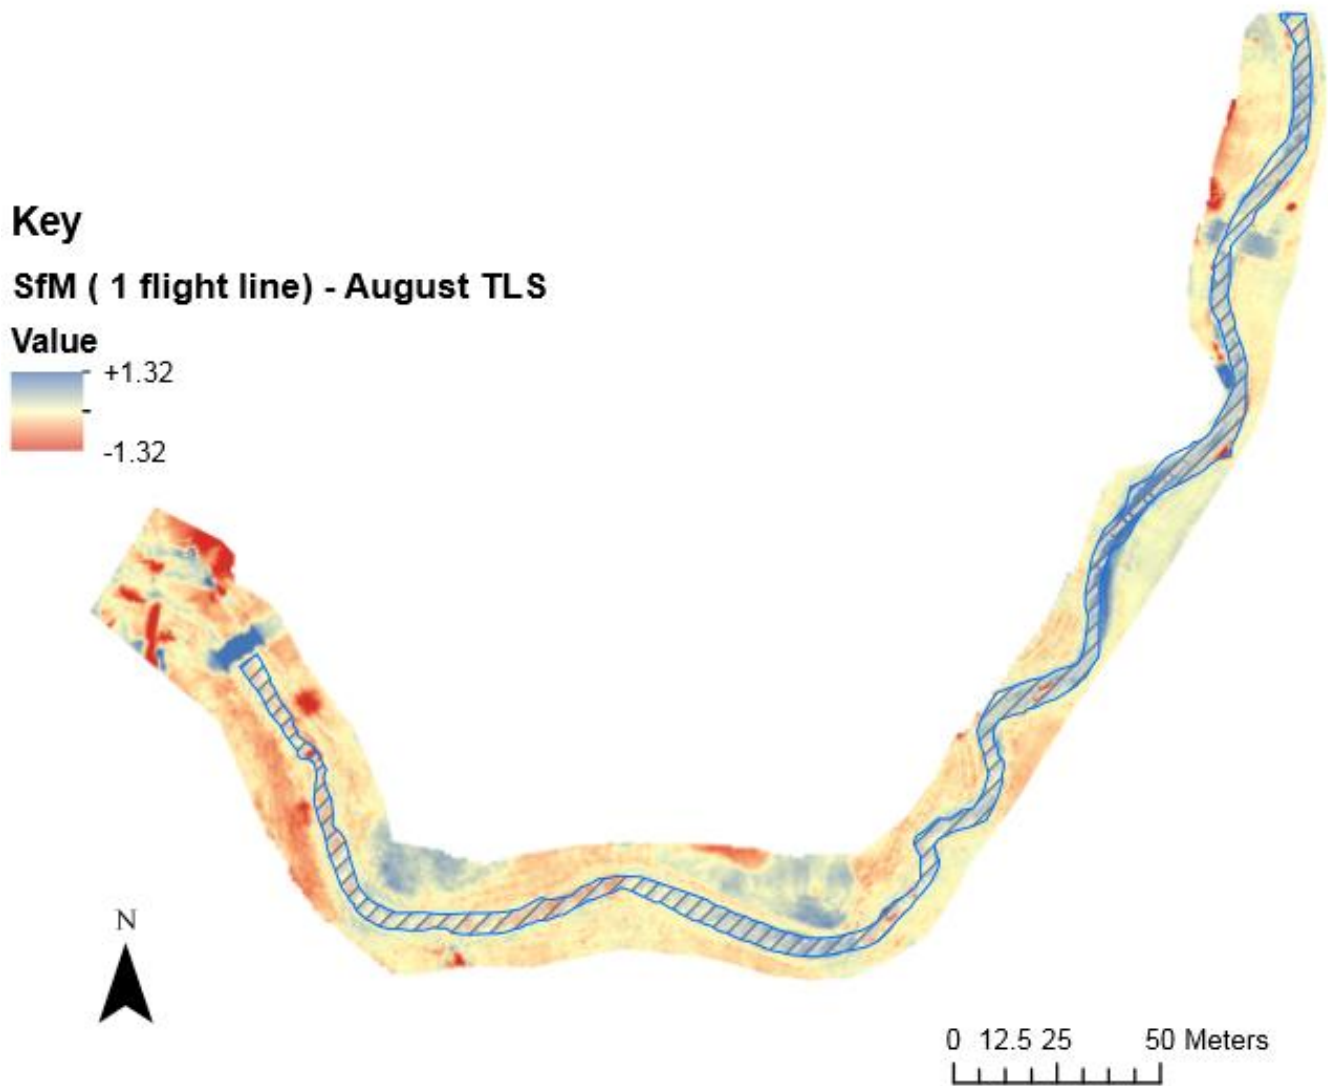 Key
SfM ( 1 flight line) - August TLS
Value
+1.32
-1.32
N
0 12.5 25 50 Meters